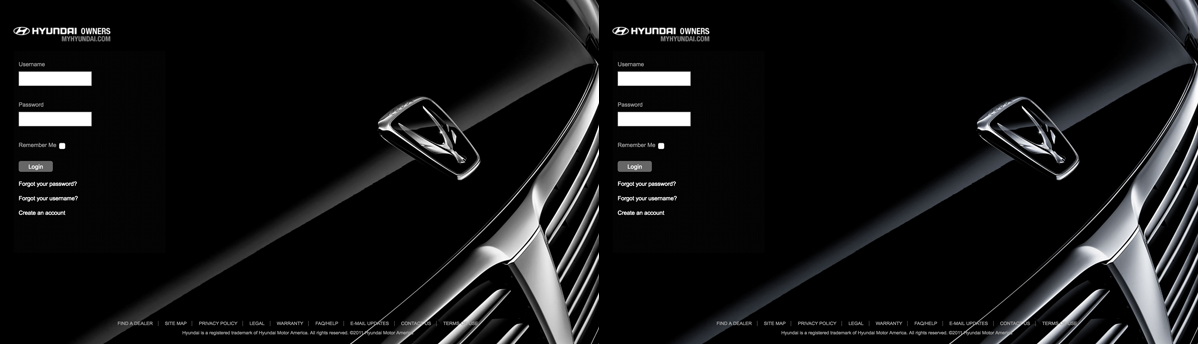 HYUNDAI OWNERS
MYHYUNDAI.COM
Username
Password
Remember Me
Login
Forgot your password?
Forgot your username?
Create an account
FIND A DEALER | SITE MAP | PRIVACY POLICY | LEGAL | WARRANTY | FAQ/HELP | E-MAIL UPDATES | CONTACT US | TERMS
Hyundai is a registered trademark of Hyundai Motor America. All rights reserved. ©2011 Hyundai Motor America
HYUNDAI OWNERS
MYHYUNDAI.COM
Username
Password
Remember Me
Login
Forgot your password?
Forgot your username?
Create an account
FIND A DEALER | SITE MAP | PRIVACY POLICY | LEGAL | WARRANTY | FAQ/HELP | E-MAIL UPDATES | CONTACT US | TERMS
Hyundai is a registered trademark of Hyundai Motor America. All rights reserved. ©2011 Hyundai Motor America